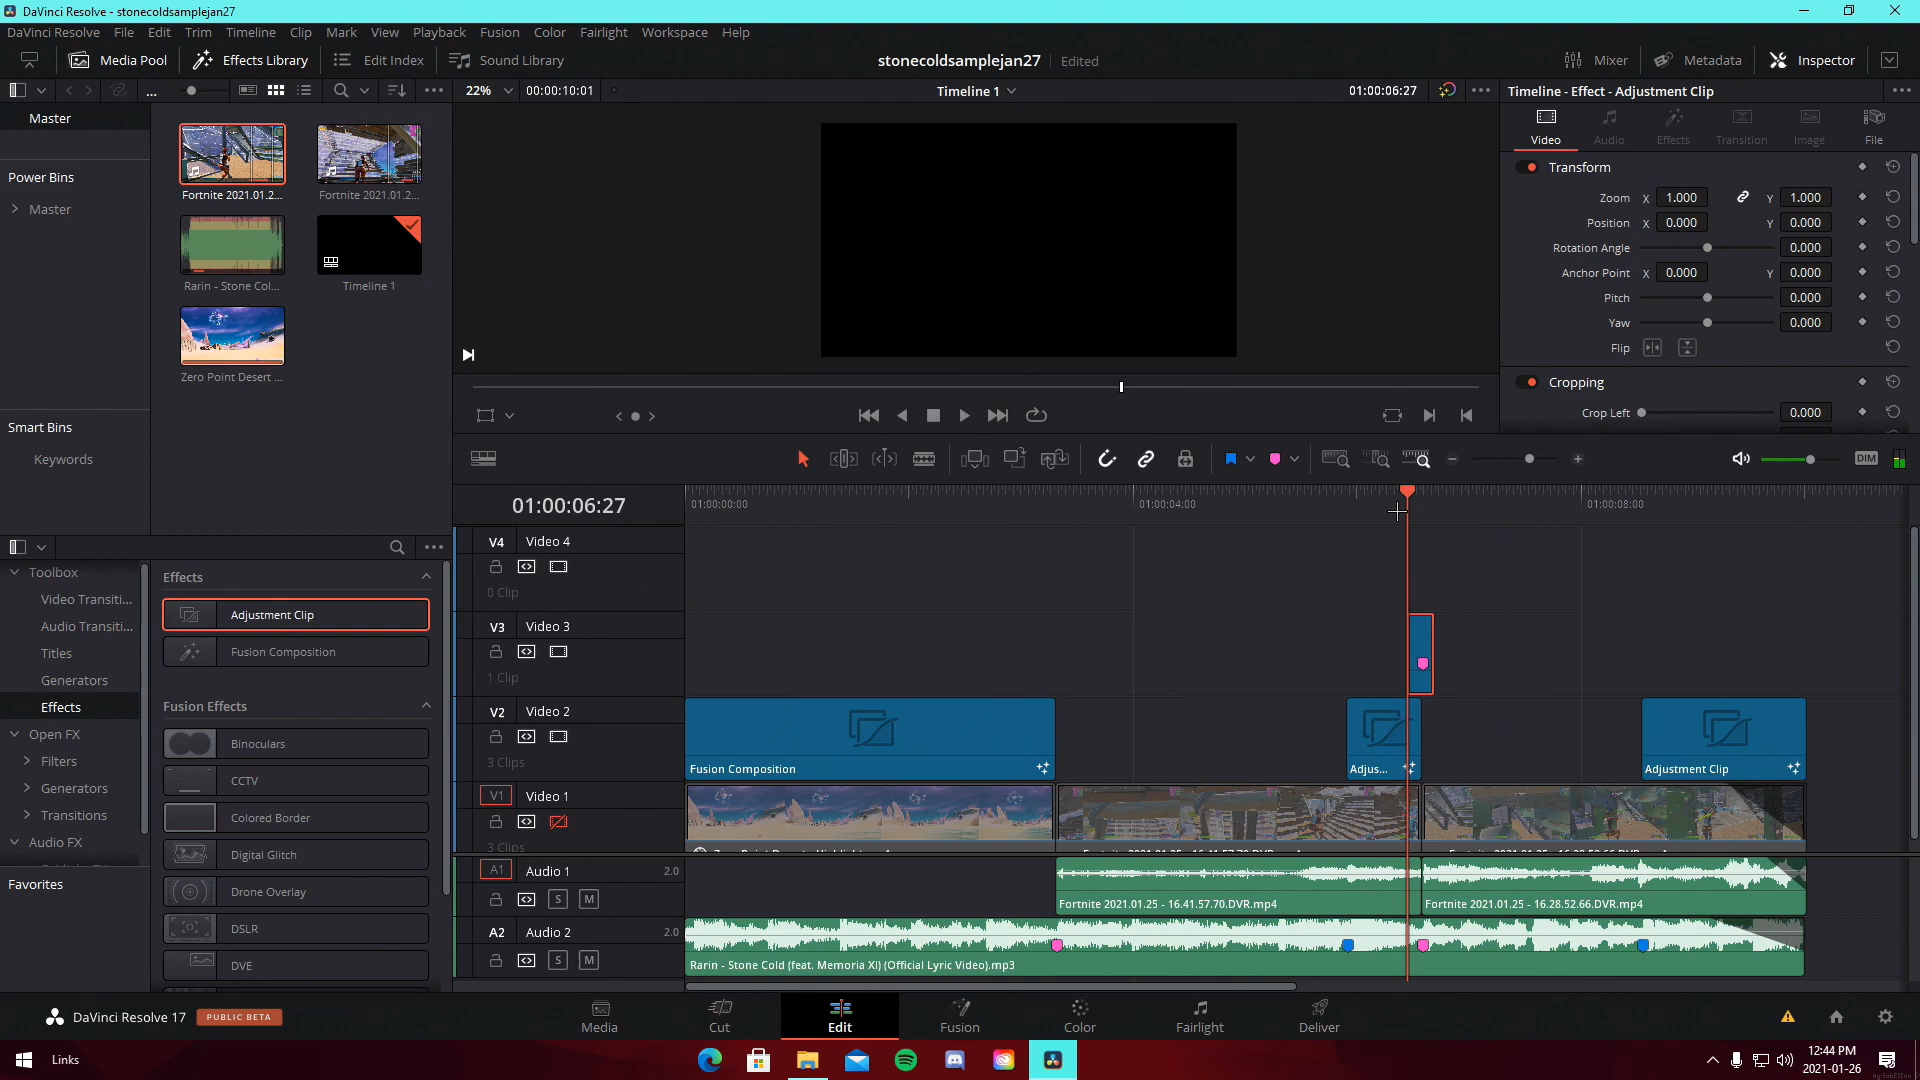 DaVinci Resolve - stonecoldsamplejan27
DaVinci Resolve File Edit Trim Timeline Clip Mark View Playback Fusion Color Fairlight Workspace Help
Media Pool Effects Library Edit Index Sound Library stonecoldsamplejan27 Edited Mixer Metadata Inspector
... 22% 00:00:10:01 Timeline 1 01:00:06:27 Timeline - Effect - Adjustment Clip
Master
Power Bins
Master
Smart Bins
Keywords
Fortnite 2021.01.2...
Fortnite 2021.01.2...
Rarin - Stone Col...
Timeline 1
Zero Point Desert ...
Video Audio Effects Transition Image File
Transform
Zoom X 1.000 Y 1.000
Position X 0.000 Y 0.000
Rotation Angle 0.000
Anchor Point X 0.000 Y 0.000
Pitch 0.000
Yaw 0.000
Flip
Cropping
Crop Left 0.000
DIM
01:00:06:27
01:00:00:00 01:00:04:00 01:00:08:00
V4 Video 4
0 Clip
V3 Video 3
1 Clip
V2 Video 2
3 Clips
Fusion Composition
Adjus...
Adjustment Clip
V1 Video 1
3 Clips
A1 Audio 1 2.0
S M
Fortnite 2021.01.25 - 16.41.57.70.DVR.mp4
Fortnite 2021.01.25 - 16.28.52.66.DVR.mp4
A2 Audio 2 2.0
S M
Rarin - Stone Cold (feat. Memoria XI) (Official Lyric Video).mp3
Toolbox
Video Transiti...
Audio Transiti...
Titles
Generators
Effects
Open FX
Filters
Generators
Transitions
Audio FX
Favorites
Effects
Adjustment Clip
Fusion Composition
Fusion Effects
Binoculars
CCTV
Colored Border
Digital Glitch
Drone Overlay
DSLR
DVE
DaVinci Resolve 17 PUBLIC BETA
Media Cut Edit Fusion Color Fairlight Deliver
Links
12:44 PM
2021-01-26